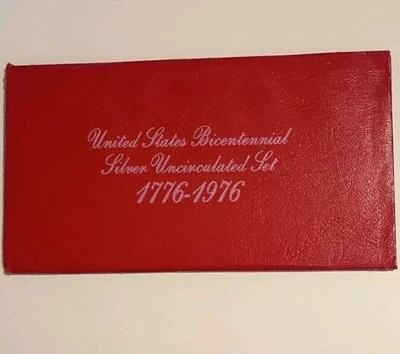 United States Bicentennial
Silver Uncirculated Set
1776-1976